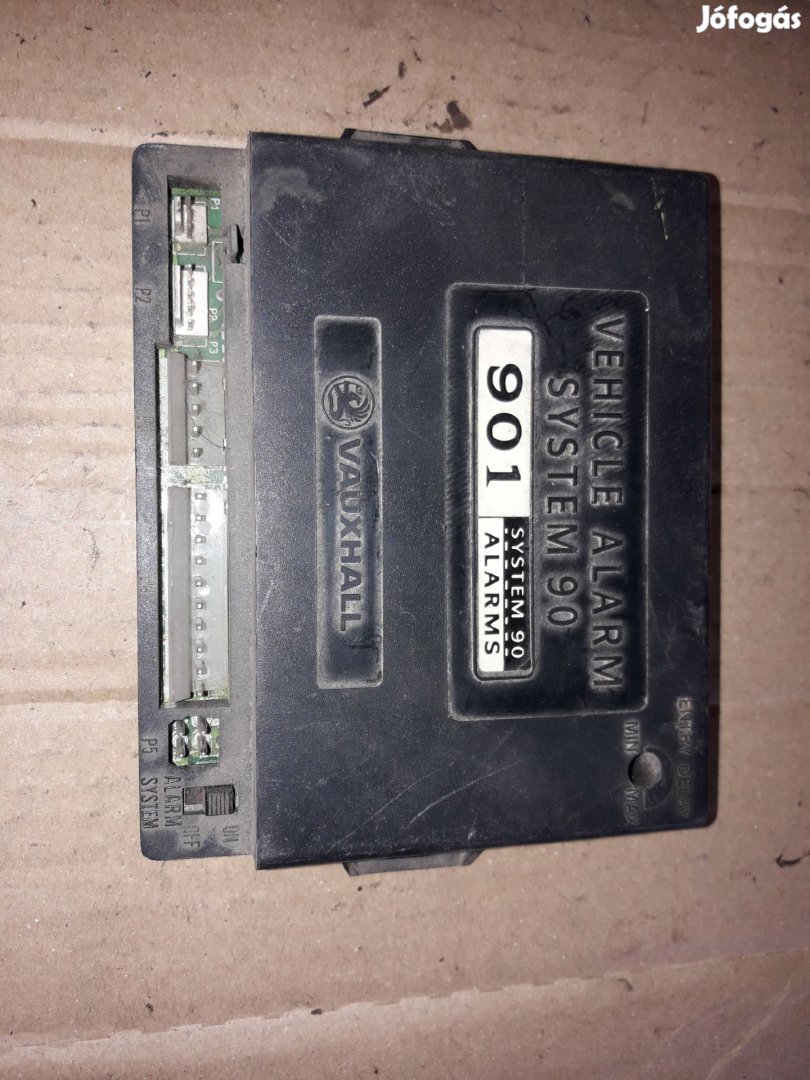 Jófogás
VEHICLE ALARM
SYSTEM 90
901
SYSTEM 90
ALARMS
VAUXHALL
ENTRY DELAY
MIN MAX
P1
P2
P1
P2
P3
P5
ALARM
SYSTEM
ON
OFF